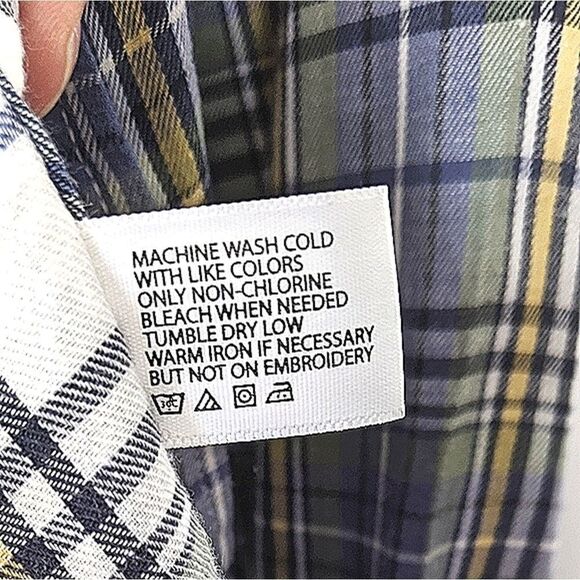 MACHINE WASH COLD
WITH LIKE COLORS
ONLY NON-CHLORINE
BLEACH WHEN NEEDED
TUMBLE DRY LOW
WARM IRON IF NECESSARY
BUT NOT ON EMBROIDERY